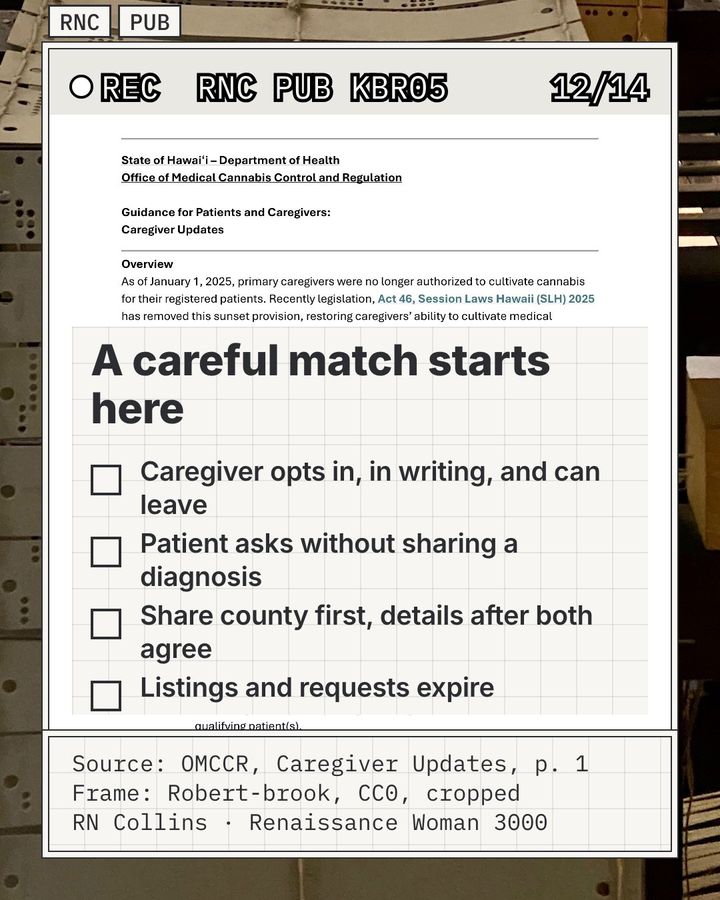 RNC PUB
REC RNC PUB KBR05 12/14
State of Hawaiʻi – Department of Health
Office of Medical Cannabis Control and Regulation
Guidance for Patients and Caregivers:
Caregiver Updates
Overview
As of January 1, 2025, primary caregivers were no longer authorized to cultivate cannabis
for their registered patients. Recently legislation, Act 46, Session Laws Hawaii (SLH) 2025
has removed this sunset provision, restoring caregivers’ ability to cultivate medical
A careful match starts
here
Caregiver opts in, in writing, and can
leave
Patient asks without sharing a
diagnosis
Share county first, details after both
agree
Listings and requests expire
qualifying patient(s).
Source: OMCCR, Caregiver Updates, p. 1
Frame: Robert-brook, CC0, cropped
RN Collins · Renaissance Woman 3000